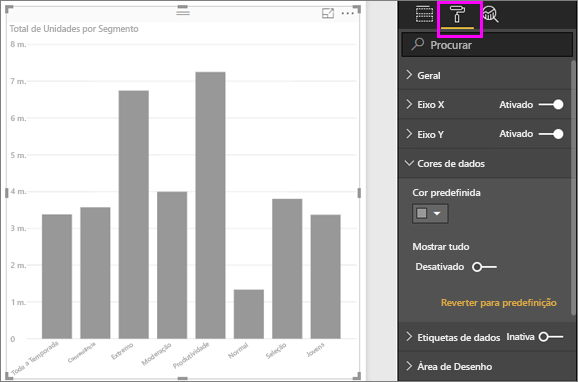 Total de Unidades por Segmento
8 m.
7 m.
6 m.
5 m.
4 m.
3 m.
2 m.
1 m.
0
Toda a Temporada
Conveniência
Extremo
Moderação
Produtividade
Normal
Seleção
Jovens
Procurar
Geral
Eixo X Ativado
Eixo Y Ativado
Cores de dados
Cor predefinida
Mostrar tudo
Desativado
Reverter para predefinição
Etiquetas de dados Inativa
Área de Desenho